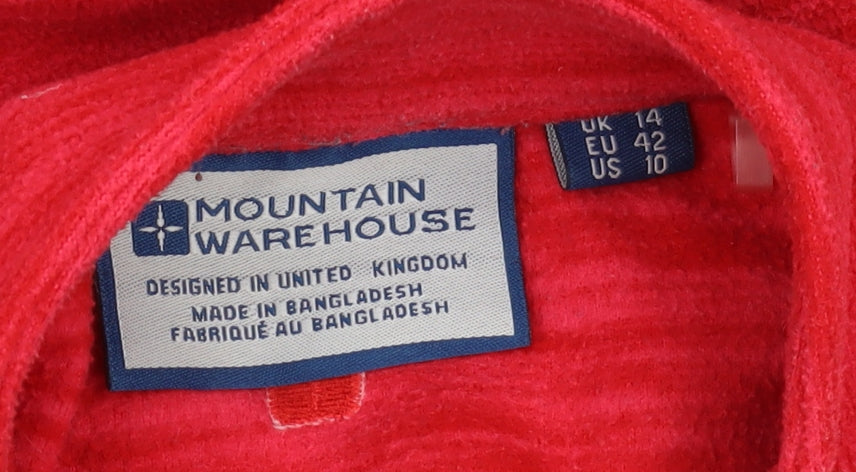 MOUNTAIN
WAREHOUSE
DESIGNED IN UNITED KINGDOM
MADE IN BANGLADESH
FABRIQUÉ AU BANGLADESH
UK 14
EU 42
US 10